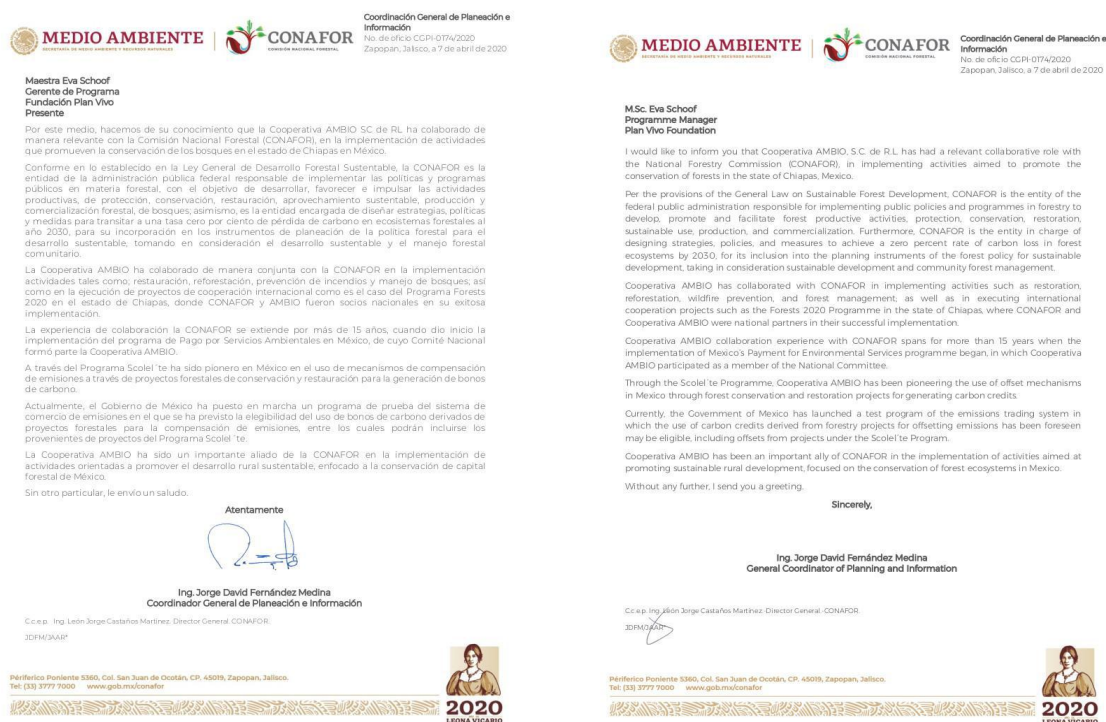 MEDIO AMBIENTE
SECRETARÍA DE MEDIO AMBIENTE Y RECURSOS NATURALES
CONAFOR
COMISIÓN NACIONAL FORESTAL
Coordinación General de Planeación e
Información
No. de oficio CGPI-0174/2020
Zapopan, Jalisco, a 7 de abril de 2020
Maestra Eva Schoof
Gerente de Programa
Fundación Plan Vivo
Presente
Por este medio, hacemos de su conocimiento que la Cooperativa AMBIO SC de RL ha colaborado de
manera relevante con la Comisión Nacional Forestal (CONAFOR), en la implementación de actividades
que promueven la conservación de los bosques en el estado de Chiapas en México.
Conforme en lo establecido en la Ley General de Desarrollo Forestal Sustentable, la CONAFOR es la
entidad de la administración pública federal responsable de implementar las políticas y programas
públicos en materia forestal, con el objetivo de desarrollar, favorecer e impulsar las actividades
productivas, de protección, conservación, restauración, aprovechamiento sustentable, producción y
comercialización forestal, de bosques; asimismo, es la entidad encargada de diseñar estrategias, políticas
y medidas para transitar a una tasa cero por ciento de pérdida de carbono en ecosistemas forestales al
año 2030, para su incorporación en los instrumentos de planeación de la política forestal para el
desarrollo sustentable, tomando en consideración el desarrollo sustentable y el manejo forestal
comunitario.
La Cooperativa AMBIO ha colaborado de manera conjunta con la CONAFOR en la implementación
actividades tales como; restauración, reforestación, prevención de incendios y manejo de bosques; así
como en la ejecución de proyectos de cooperación internacional como es el caso del Programa Forests
2020 en el estado de Chiapas, donde CONAFOR y AMBIO fueron socios nacionales en su exitosa
implementación.
La experiencia de colaboración la CONAFOR se extiende por más de 15 años, cuando dio inicio la
implementación del programa de Pago por Servicios Ambientales en México, de cuyo Comité Nacional
formó parte la Cooperativa AMBIO.
A través del Programa Scolel´te ha sido pionero en México en el uso de mecanismos de compensación
de emisiones a través de proyectos forestales de conservación y restauración para la generación de bonos
de carbono.
Actualmente, el Gobierno de México ha puesto en marcha un programa de prueba del sistema de
comercio de emisiones en el que se ha previsto la elegibilidad del uso de bonos de carbono derivados de
proyectos forestales para la compensación de emisiones, entre los cuales podrán incluirse los
provenientes de proyectos del Programa Scolel´te.
La Cooperativa AMBIO ha sido un importante aliado de la CONAFOR en la implementación de
actividades orientadas a promover el desarrollo rural sustentable, enfocado a la conservación de capital
forestal de México.
Sin otro particular, le envío un saludo.
Atentamente
Ing. Jorge David Fernández Medina
Coordinador General de Planeación e Información
C.c.e.p. Ing. León Jorge Castaños Martínez. Director General. CONAFOR.
JDFM/JAAR*
Périferico Poniente 5360, Col. San Juan de Ocotán, CP. 45019, Zapopan, Jalisco.
Tel: (33) 3777 7000 www.gob.mx/conafor
2020
LEONA VICARIO
MEDIO AMBIENTE
SECRETARÍA DE MEDIO AMBIENTE Y RECURSOS NATURALES
CONAFOR
COMISIÓN NACIONAL FORESTAL
Coordinación General de Planeación e
Información
No. de oficio CGPI-0174/2020
Zapopan, Jalisco, a 7 de abril de 2020
M.Sc. Eva Schoof
Programme Manager
Plan Vivo Foundation
I would like to inform you that Cooperativa AMBIO, S.C. de R.L has had a relevant collaborative role with
the National Forestry Commission (CONAFOR), in implementing activities aimed to promote the
conservation of forests in the state of Chiapas, Mexico.
Per the provisions of the General Law on Sustainable Forest Development, CONAFOR is the entity of the
federal public administration responsible for implementing public policies and programmes in forestry to
develop, promote and facilitate forest productive activities, protection, conservation, restoration,
sustainable use, production, and commercialization. Furthermore, CONAFOR is the entity in charge of
designing strategies, policies, and measures to achieve a zero percent rate of carbon loss in forest
ecosystems by 2030, for its inclusion into the planning instruments of the forest policy for sustainable
development, taking in consideration sustainable development and community forest management.
Cooperativa AMBIO has collaborated with CONAFOR in implementing activities such as restoration,
reforestation, wildfire prevention, and forest management; as well as in executing international
cooperation projects such as the Forests 2020 Programme in the state of Chiapas, where CONAFOR and
Cooperativa AMBIO were national partners in their successful implementation.
Cooperativa AMBIO collaboration experience with CONAFOR spans for more than 15 years when the
implementation of Mexico's Payment for Environmental Services programme began, in which Cooperativa
AMBIO participated as a member of the National Committee.
Through the Scolel´te Programme, Cooperativa AMBIO has been pioneering the use of offset mechanisms
in Mexico through forest conservation and restoration projects for generating carbon credits.
Currently, the Government of Mexico has launched a test program of the emissions trading system in
which the use of carbon credits derived from forestry projects for offsetting emissions has been foreseen
may be eligible, including offsets from projects under the Scolel´te Program.
Cooperativa AMBIO has been an important ally of CONAFOR in the implementation of activities aimed at
promoting sustainable rural development, focused on the conservation of forest ecosystems in Mexico.
Without any further, I send you a greeting.
Sincerely,
Ing. Jorge David Fernández Medina
General Coordinator of Planning and Information
C.c.e.p. Ing. León Jorge Castaños Martínez. Director General. CONAFOR.
JDFM/JAAR*
Périferico Poniente 5360, Col. San Juan de Ocotán, CP. 45019, Zapopan, Jalisco.
Tel: (33) 3777 7000 www.gob.mx/conafor
2020
LEONA VICARIO